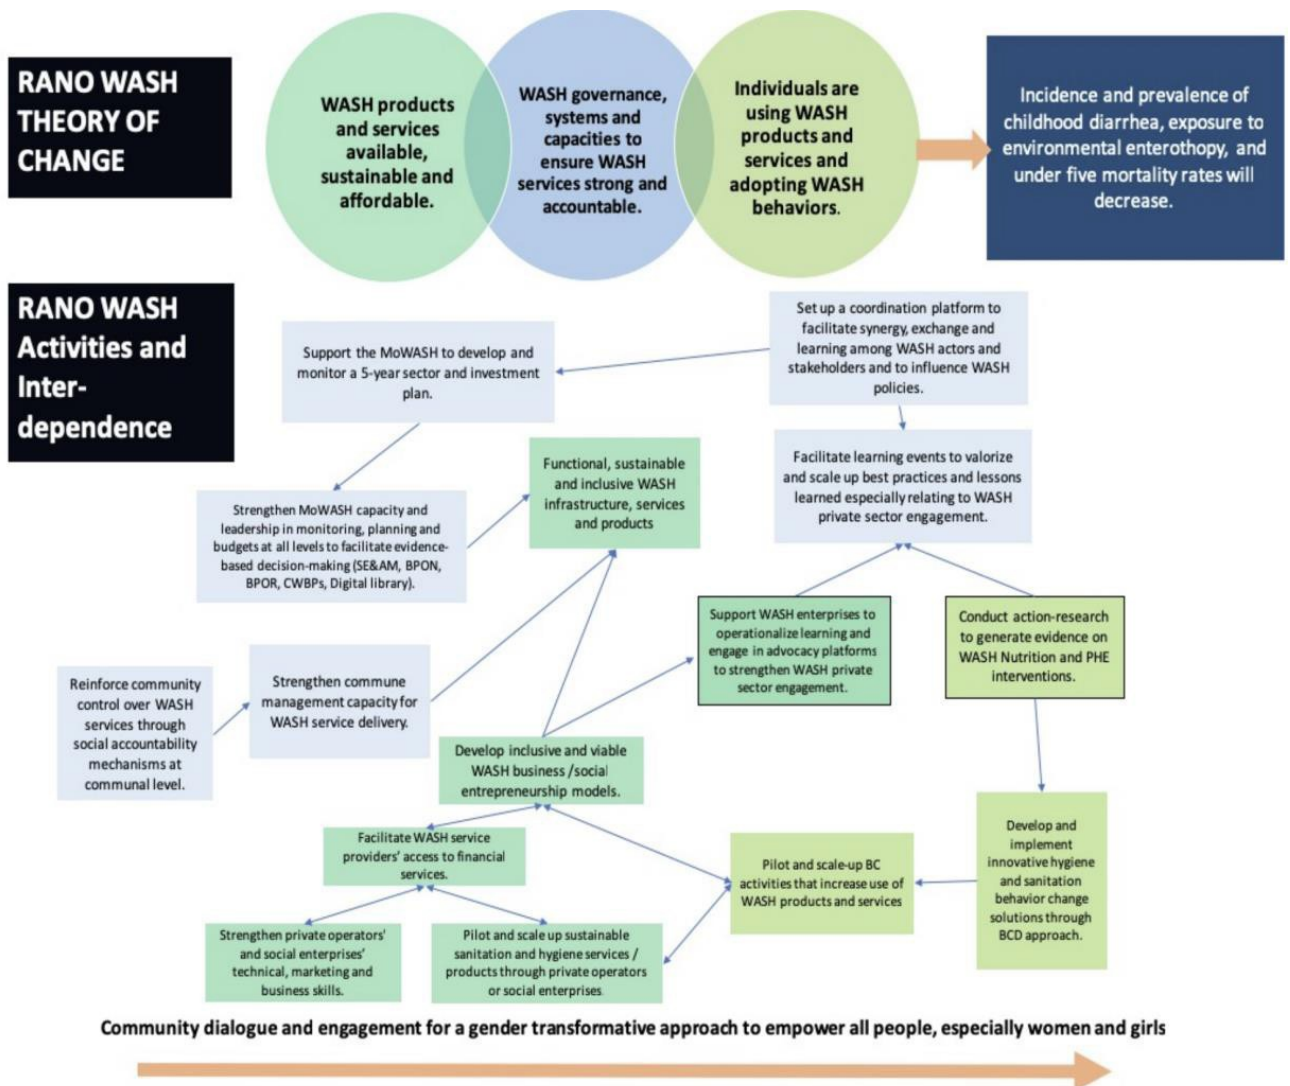 RANO WASH
THEORY OF
CHANGE
WASH products
and services
available,
sustainable and
affordable.
WASH governance,
systems and
capacities to
ensure WASH
services strong and
accountable.
Individuals are
using WASH
products and
services and
adopting WASH
behaviors.
Incidence and prevalence of
childhood diarrhea, exposure to
environmental enterothopy, and
under five mortality rates will
decrease.
RANO WASH
Activities and
Inter-
dependence
Support the MoWASH to develop and
monitor a 5-year sector and investment
plan.
Set up a coordination platform to
facilitate synergy, exchange and
learning among WASH actors and
stakeholders and to influence WASH
policies.
Functional, sustainable
and inclusive WASH
infrastructure, services
and products
Facilitate learning events to valorize
and scale up best practices and lessons
learned especially relating to WASH
private sector engagement.
Strengthen MoWASH capacity and
leadership in monitoring, planning and
budgets at all levels to facilitate evidence-
based decision-making (SE&AM, BPON,
BPOR, CWBPs, Digital library).
Support WASH enterprises to
operationalize learning and
engage in advocacy platforms
to strengthen WASH private
sector engagement.
Conduct action-research
to generate evidence on
WASH Nutrition and PHE
interventions.
Reinforce community
control over WASH
services through
social accountability
mechanisms at
communal level.
Strengthen commune
management capacity for
WASH service delivery.
Develop inclusive and viable
WASH business /social
entrepreneurship models.
Facilitate WASH service
providers' access to financial
services.
Pilot and scale-up BC
activities that increase use of
WASH products and services
Develop and
implement
innovative hygiene
and sanitation
behavior change
solutions through
BCD approach.
Strengthen private operators'
and social enterprises'
technical, marketing and
business skills.
Pilot and scale up sustainable
sanitation and hygiene services /
products through private operators
or social enterprises
Community dialogue and engagement for a gender transformative approach to empower all people, especially women and girls